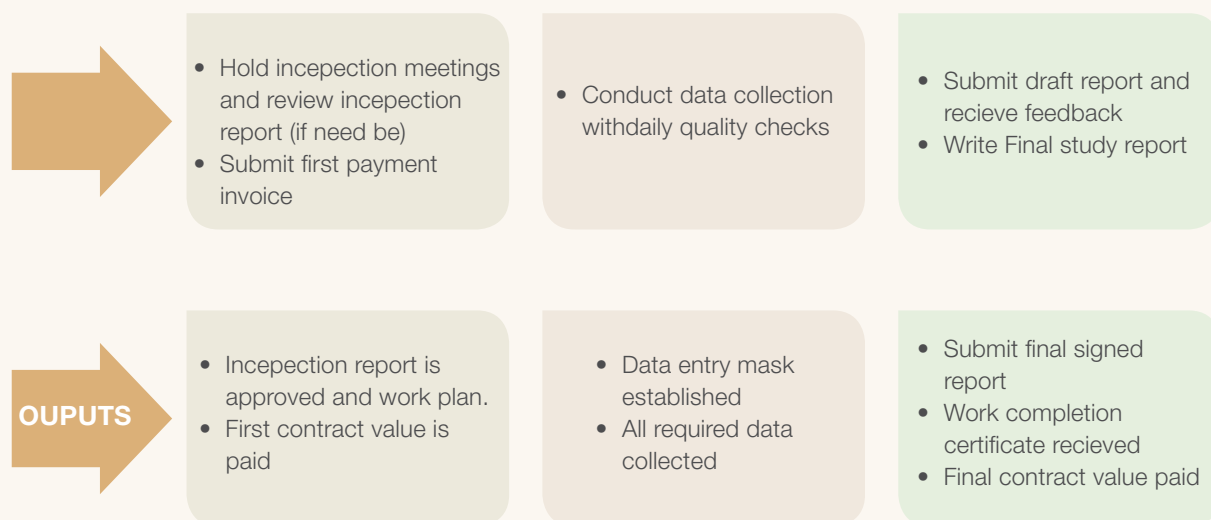 • Hold incepection meetings
and review incepection
report (if need be)
• Submit first payment
invoice
• Conduct data collection
withdaily quality checks
• Submit draft report and
recieve feedback
• Write Final study report
OUPUTS
• Incepection report is
approved and work plan.
• First contract value is
paid
• Data entry mask
established
• All required data
collected
• Submit final signed
report
• Work completion
certificate recieved
• Final contract value paid